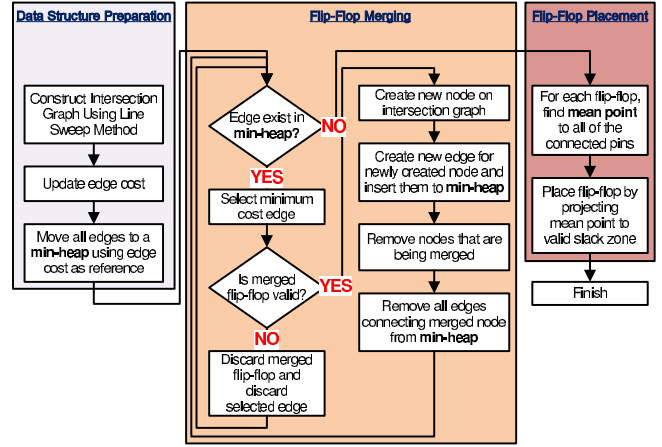 Data Structure Preparation
Construct Intersection
Graph Using Line
Sweep Method
Update edge cost
Move all edges to a
min-heap using edge
cost as reference
Flip-Flop Merging
Edge exist in
min-heap?
NO
YES
Select minimum
cost edge
Is merged
flip-flop valid?
YES
NO
Discard merged
flip-flop and
discard
selected edge
Create new node on
intersection graph
Create new edge for
newly created node and
insert them to min-heap
Remove nodes that are
being merged
Remove all edges
connecting merged node
from min-heap
Flip-Flop Placement
For each flip-flop,
find mean point
to all of the
connected pins
Place flip-flop by
projecting
mean point to
valid slack zone
Finish